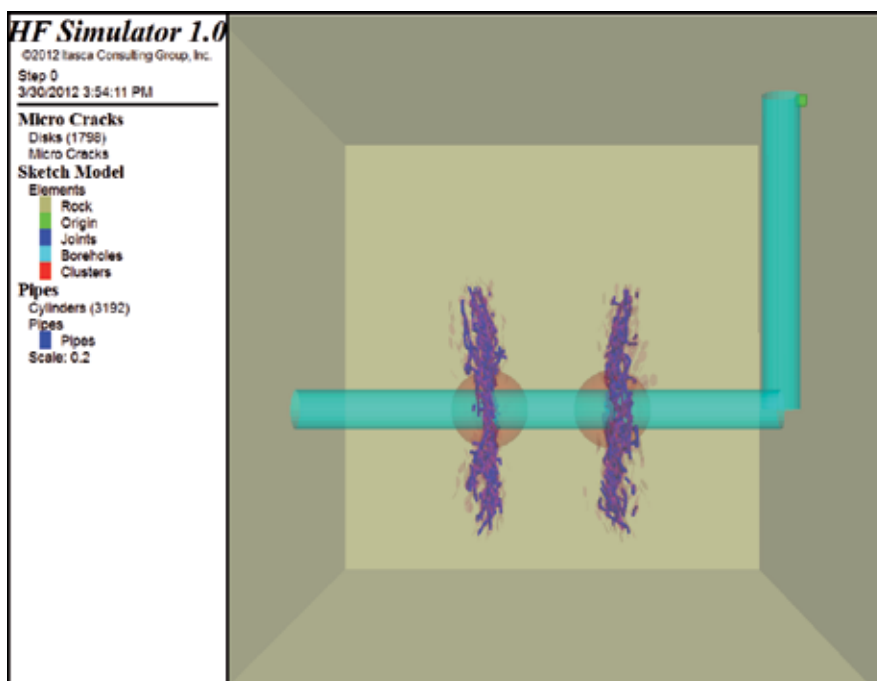 HF Simulator 1.0
©2012 Itasca Consulting Group, Inc.
Step 0
3/30/2012 3:54:11 PM
Micro Cracks
Disks (1798)
Micro Cracks
Sketch Model
Elements
Rock
Origin
Joints
Boreholes
Clusters
Pipes
Cylinders (3192)
Pipes
Pipes
Scale: 0.2